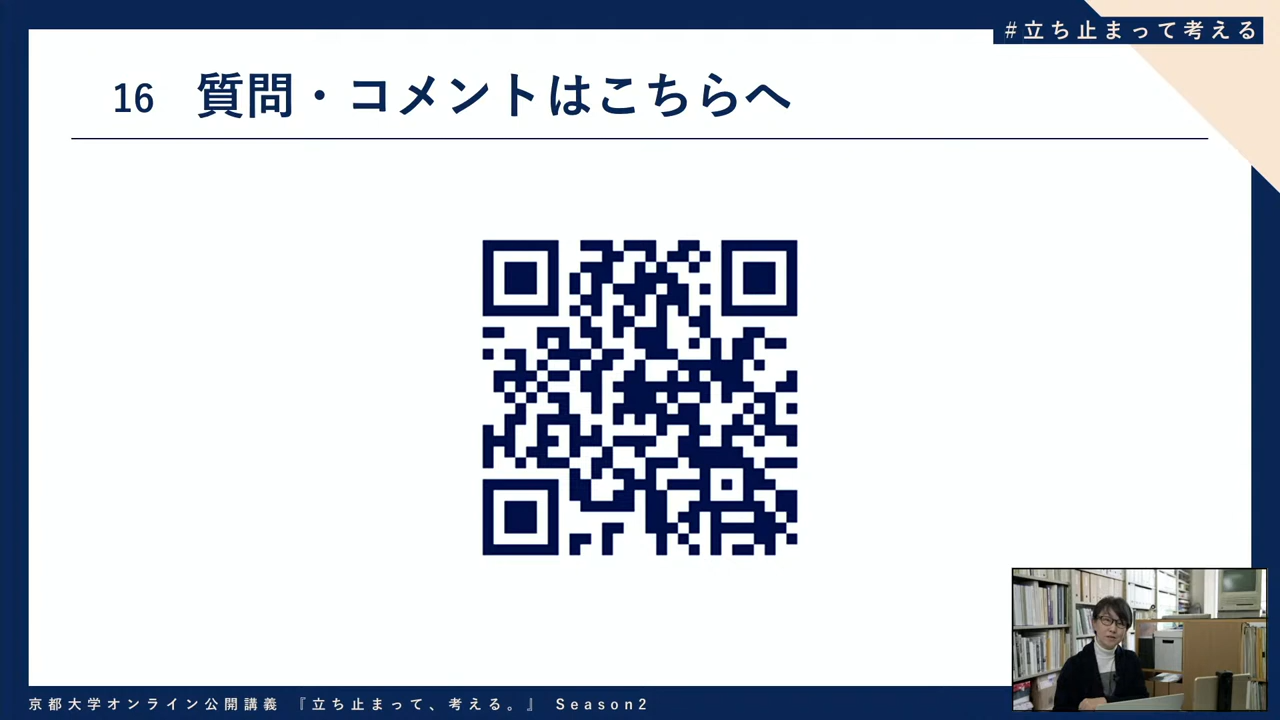 #立ち止まって考える
16 質問・コメントはこちらへ
京都大学オンライン公開講義 『立ち止まって、考える。』 Season2